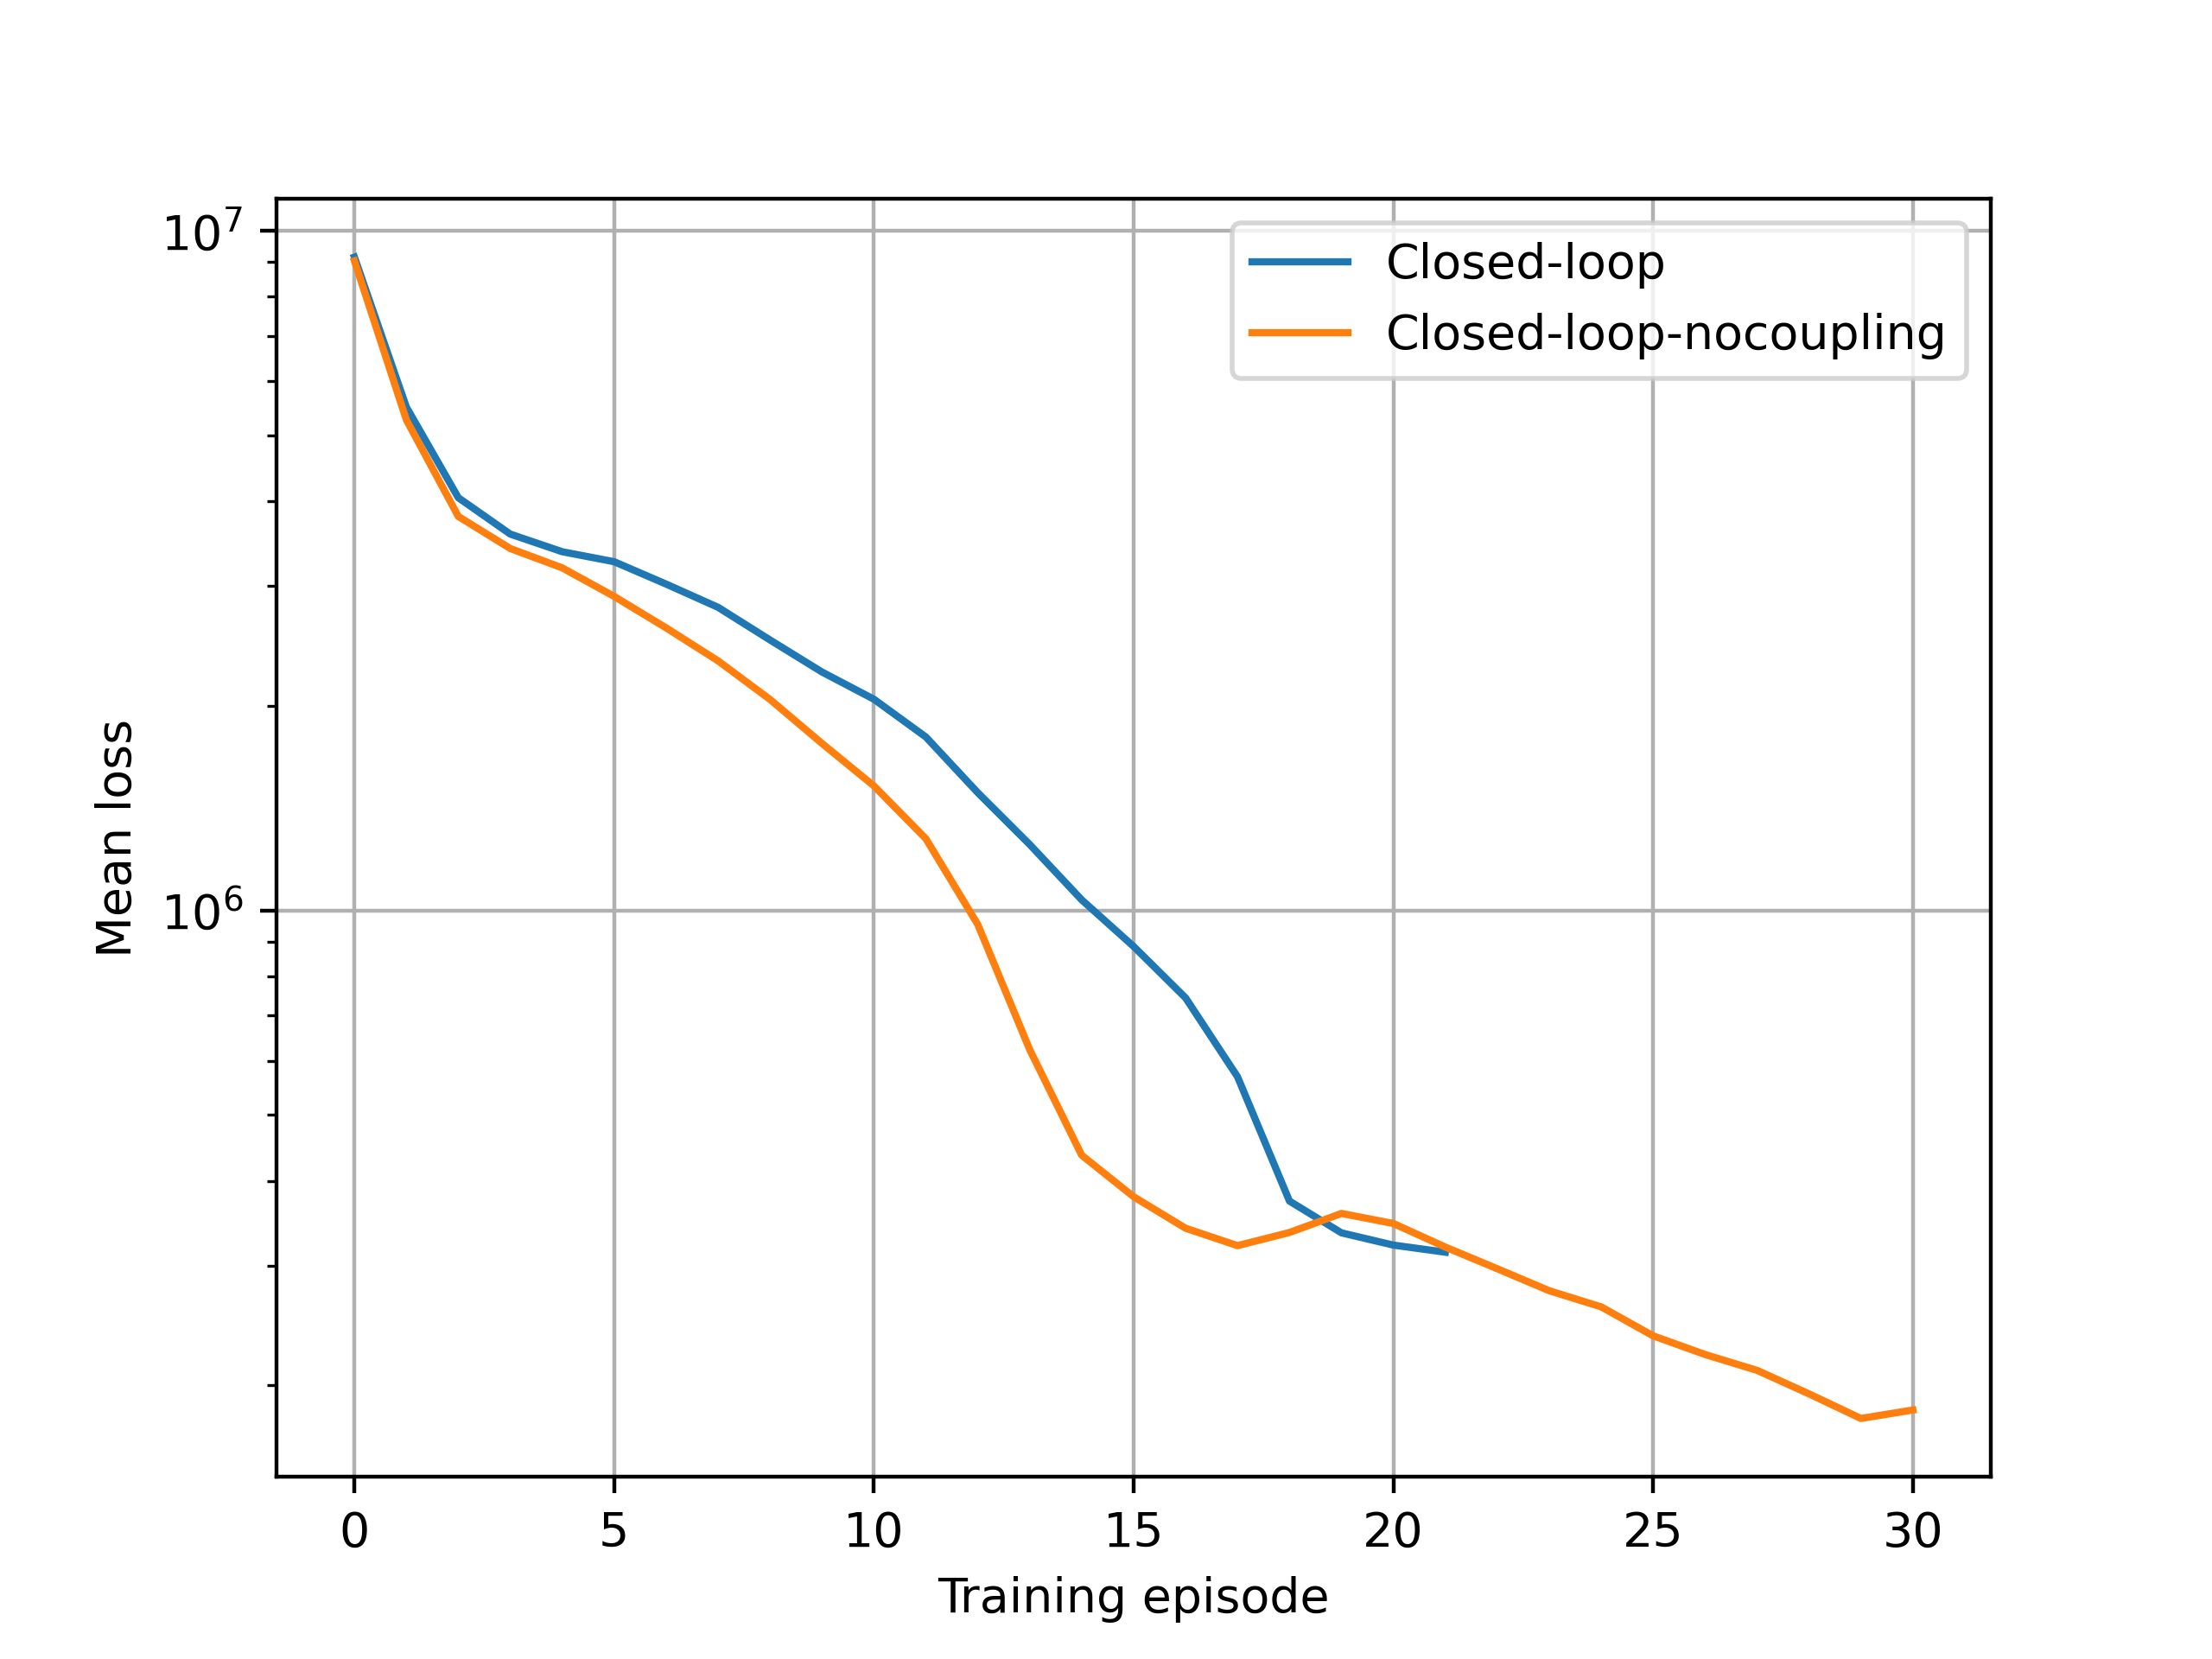 10⁷
10⁶
Mean loss
Closed-loop
Closed-loop-nocoupling
0 5 10 15 20 25 30
Training episode